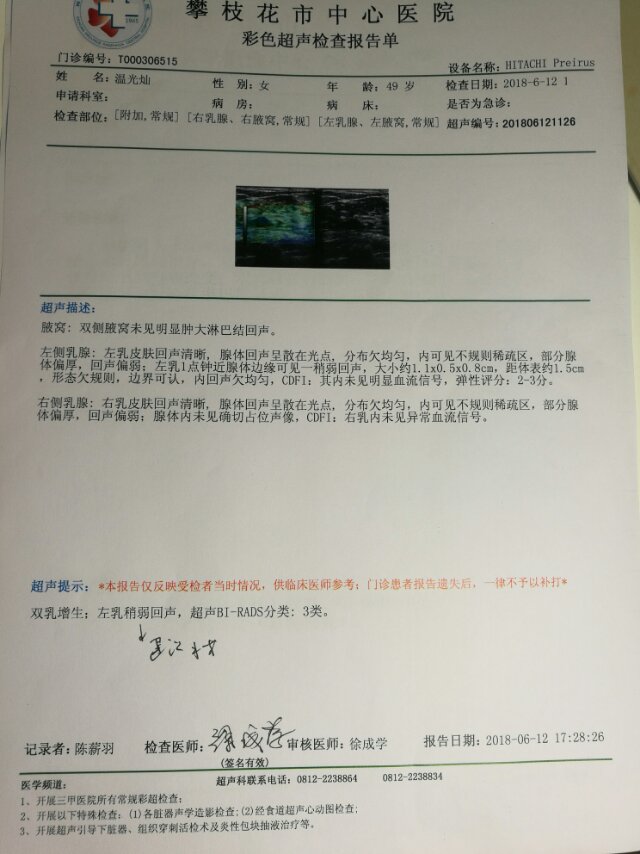 攀枝花市中心医院
彩色超声检查报告单
门诊编号: T000306515
设备名称: HITACHI Preirus
姓 名: 温光灿 性 别: 女 年 龄: 49 岁 检查日期: 2018-6-12 1
申请科室: 病 房: 病 床: 是否为急诊:
检查部位: [附加,常规] [右乳腺、右腋窝,常规] [左乳腺、左腋窝,常规] 超声编号: 201806121126
超声描述:
腋窝: 双侧腋窝未见明显肿大淋巴结回声。
左侧乳腺: 左乳皮肤回声清晰, 腺体回声呈散在光点, 分布欠均匀, 内可见不规则稀疏区, 部分腺
体偏厚, 回声偏弱; 左乳1点钟近腺体边缘可见一稍弱回声, 大小约1.1x0.5x0.8cm, 距体表约1.5cm
, 形态欠规则, 边界可认, 内回声欠均匀, CDFI: 其内未见明显血流信号, 弹性评分: 2-3分。
右侧乳腺: 右乳皮肤回声清晰, 腺体回声呈散在光点, 分布欠均匀, 内可见不规则稀疏区, 部分腺
体偏厚, 回声偏弱; 腺体内未见确切占位声像, CDFI: 右乳内未见异常血流信号。
超声提示: *本报告仅反映受检者当时情况, 供临床医师参考; 门诊患者报告遗失后, 一律不予以补打*
双乳增生; 左乳稍弱回声, 超声BI-RADS分类: 3类。
记录者: 陈薪羽 检查医师: 审核医师: 徐成学 报告日期: 2018-06-12 17:28:26
(签名有效)
医学频道: 超声科联系电话: 0812-2238864 0812-2238834
1、开展三甲医院所有常规彩超检查;
2、开展以下特殊检查: (1)各脏器声学造影检查; (2)经食道超声心动图检查;
3、开展超声引导下脏器、组织穿刺活检术及炎性包块抽液治疗等。